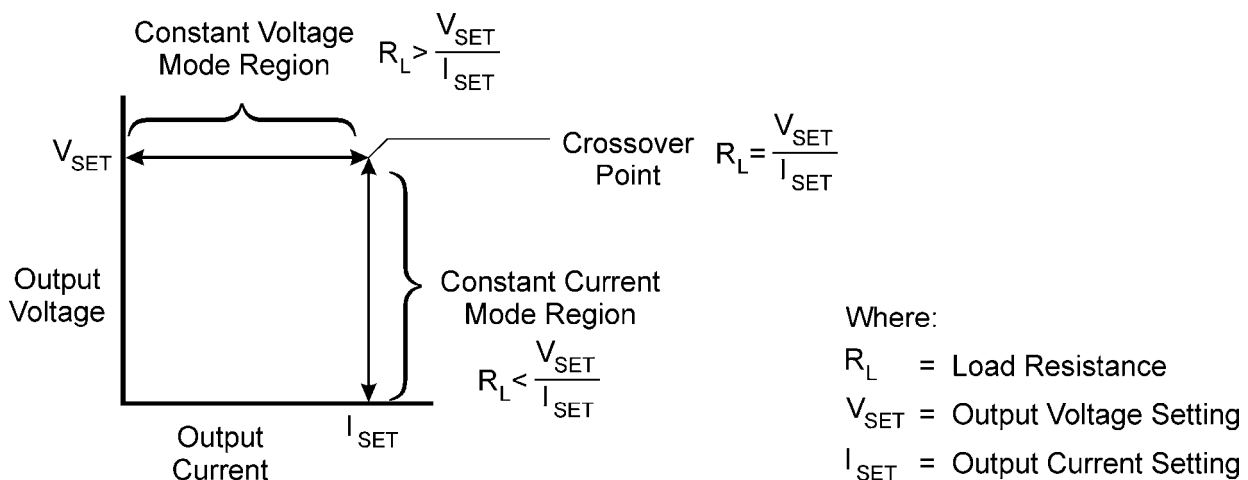 Constant Voltage
Mode Region
R_L > V_SET / I_SET
V_SET
Crossover
Point
R_L = V_SET / I_SET
Output
Voltage
Constant Current
Mode Region
R_L < V_SET / I_SET
I_SET
Output
Current
Where:
R_L = Load Resistance
V_SET = Output Voltage Setting
I_SET = Output Current Setting